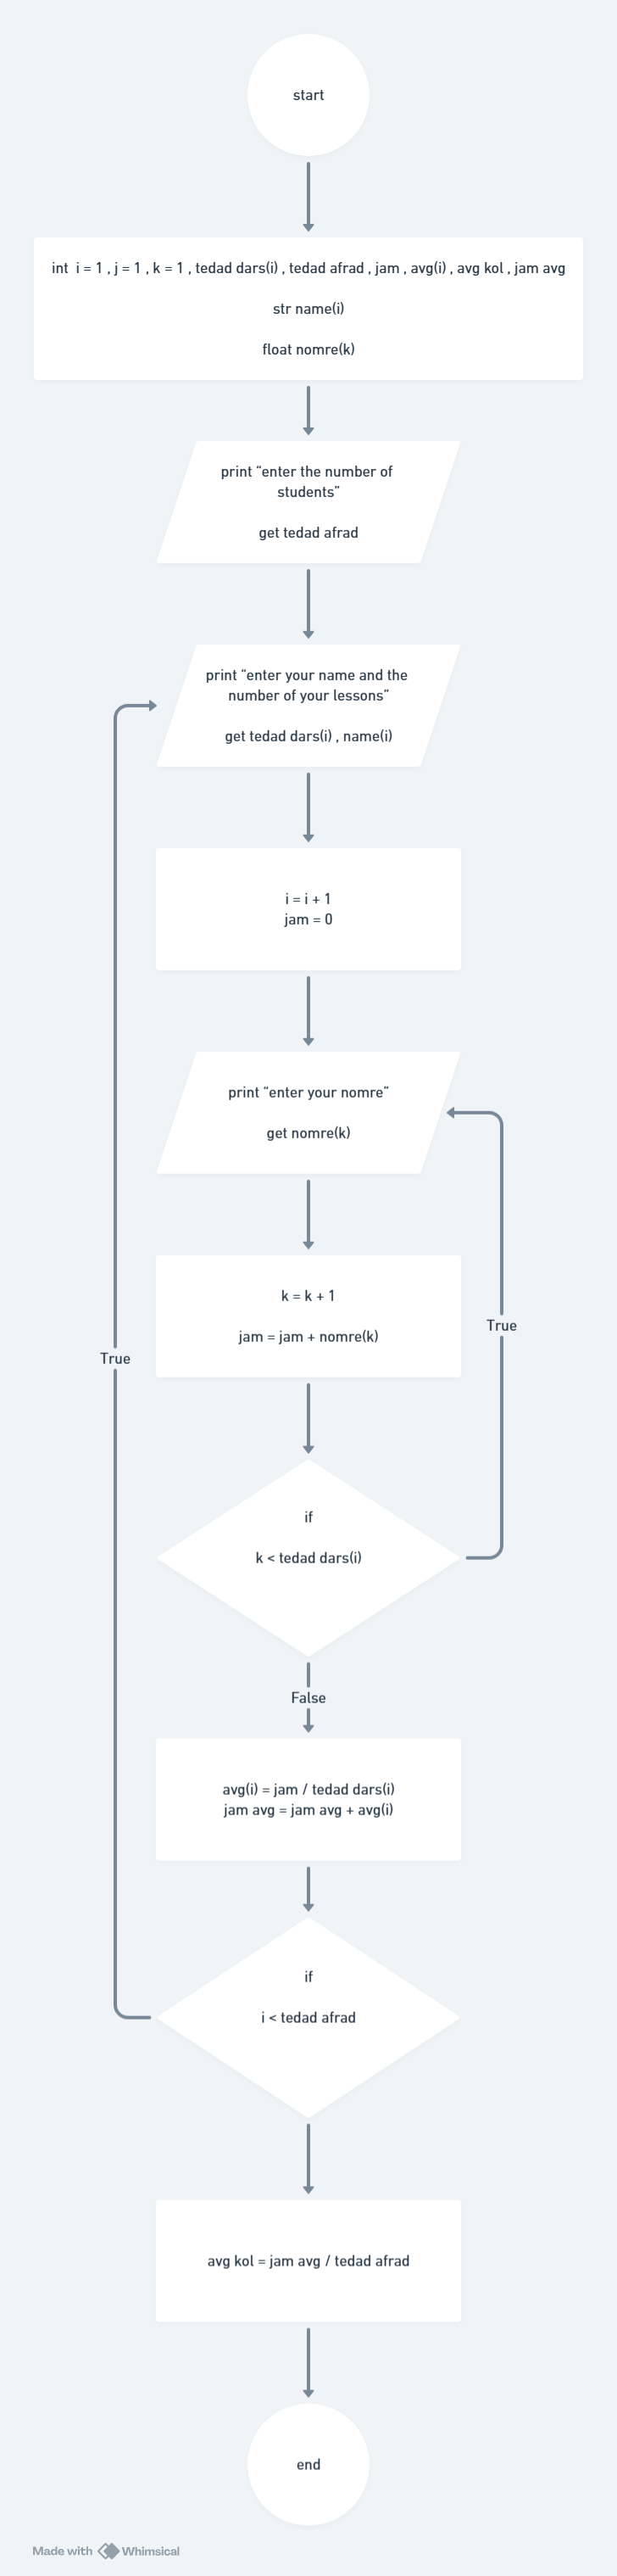 start
int  i = 1 , j = 1 , k = 1 , tedad dars(i) , tedad afrad , jam , avg(i) , avg kol , jam avg
str name(i)
float nomre(k)
print “enter the number of
students”
get tedad afrad
print “enter your name and the
number of your lessons”
get tedad dars(i) , name(i)
i = i + 1
jam = 0
print “enter your nomre”
get nomre(k)
k = k + 1
jam = jam + nomre(k)
True
True
if
k < tedad dars(i)
False
avg(i) = jam / tedad dars(i)
jam avg = jam avg + avg(i)
if
i < tedad afrad
avg kol = jam avg / tedad afrad
end
Made with Whimsical